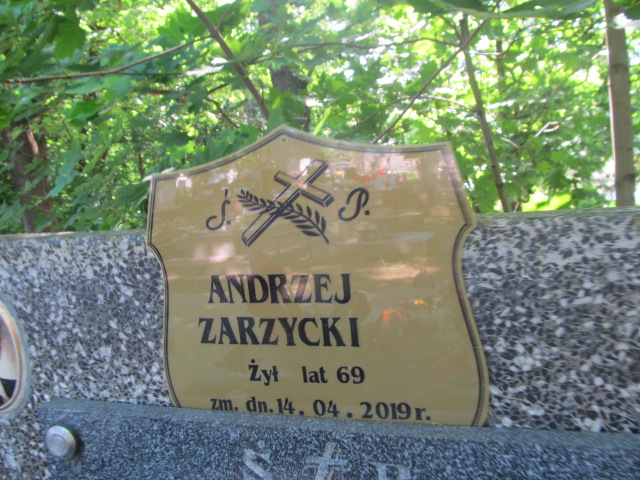 Ś. P.
ANDRZEJ
ZARZYCKI
Żył lat 69
zm. dn. 14. 04. 2019 r.
Ś P